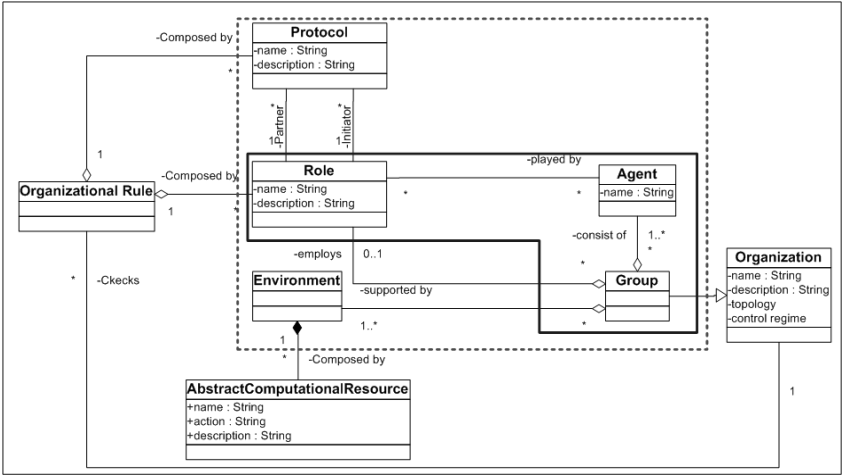 Protocol
-name : String
-description : String
-Composed by
*
1
*
-Partner
1
*
-Initiator
1
Organizational Rule
-Composed by
1
*
Role
-name : String
-description : String
-played by
*
*
Agent
-name : String
-consist of
1..*
*
-employs
0..1
-supported by
*
Group
Environment
1..*
*
1
*
-Composed by
Organization
-name : String
-description : String
-topology
-control regime
*
-Ckecks
1
AbstractComputationalResource
+name : String
+action : String
+description : String